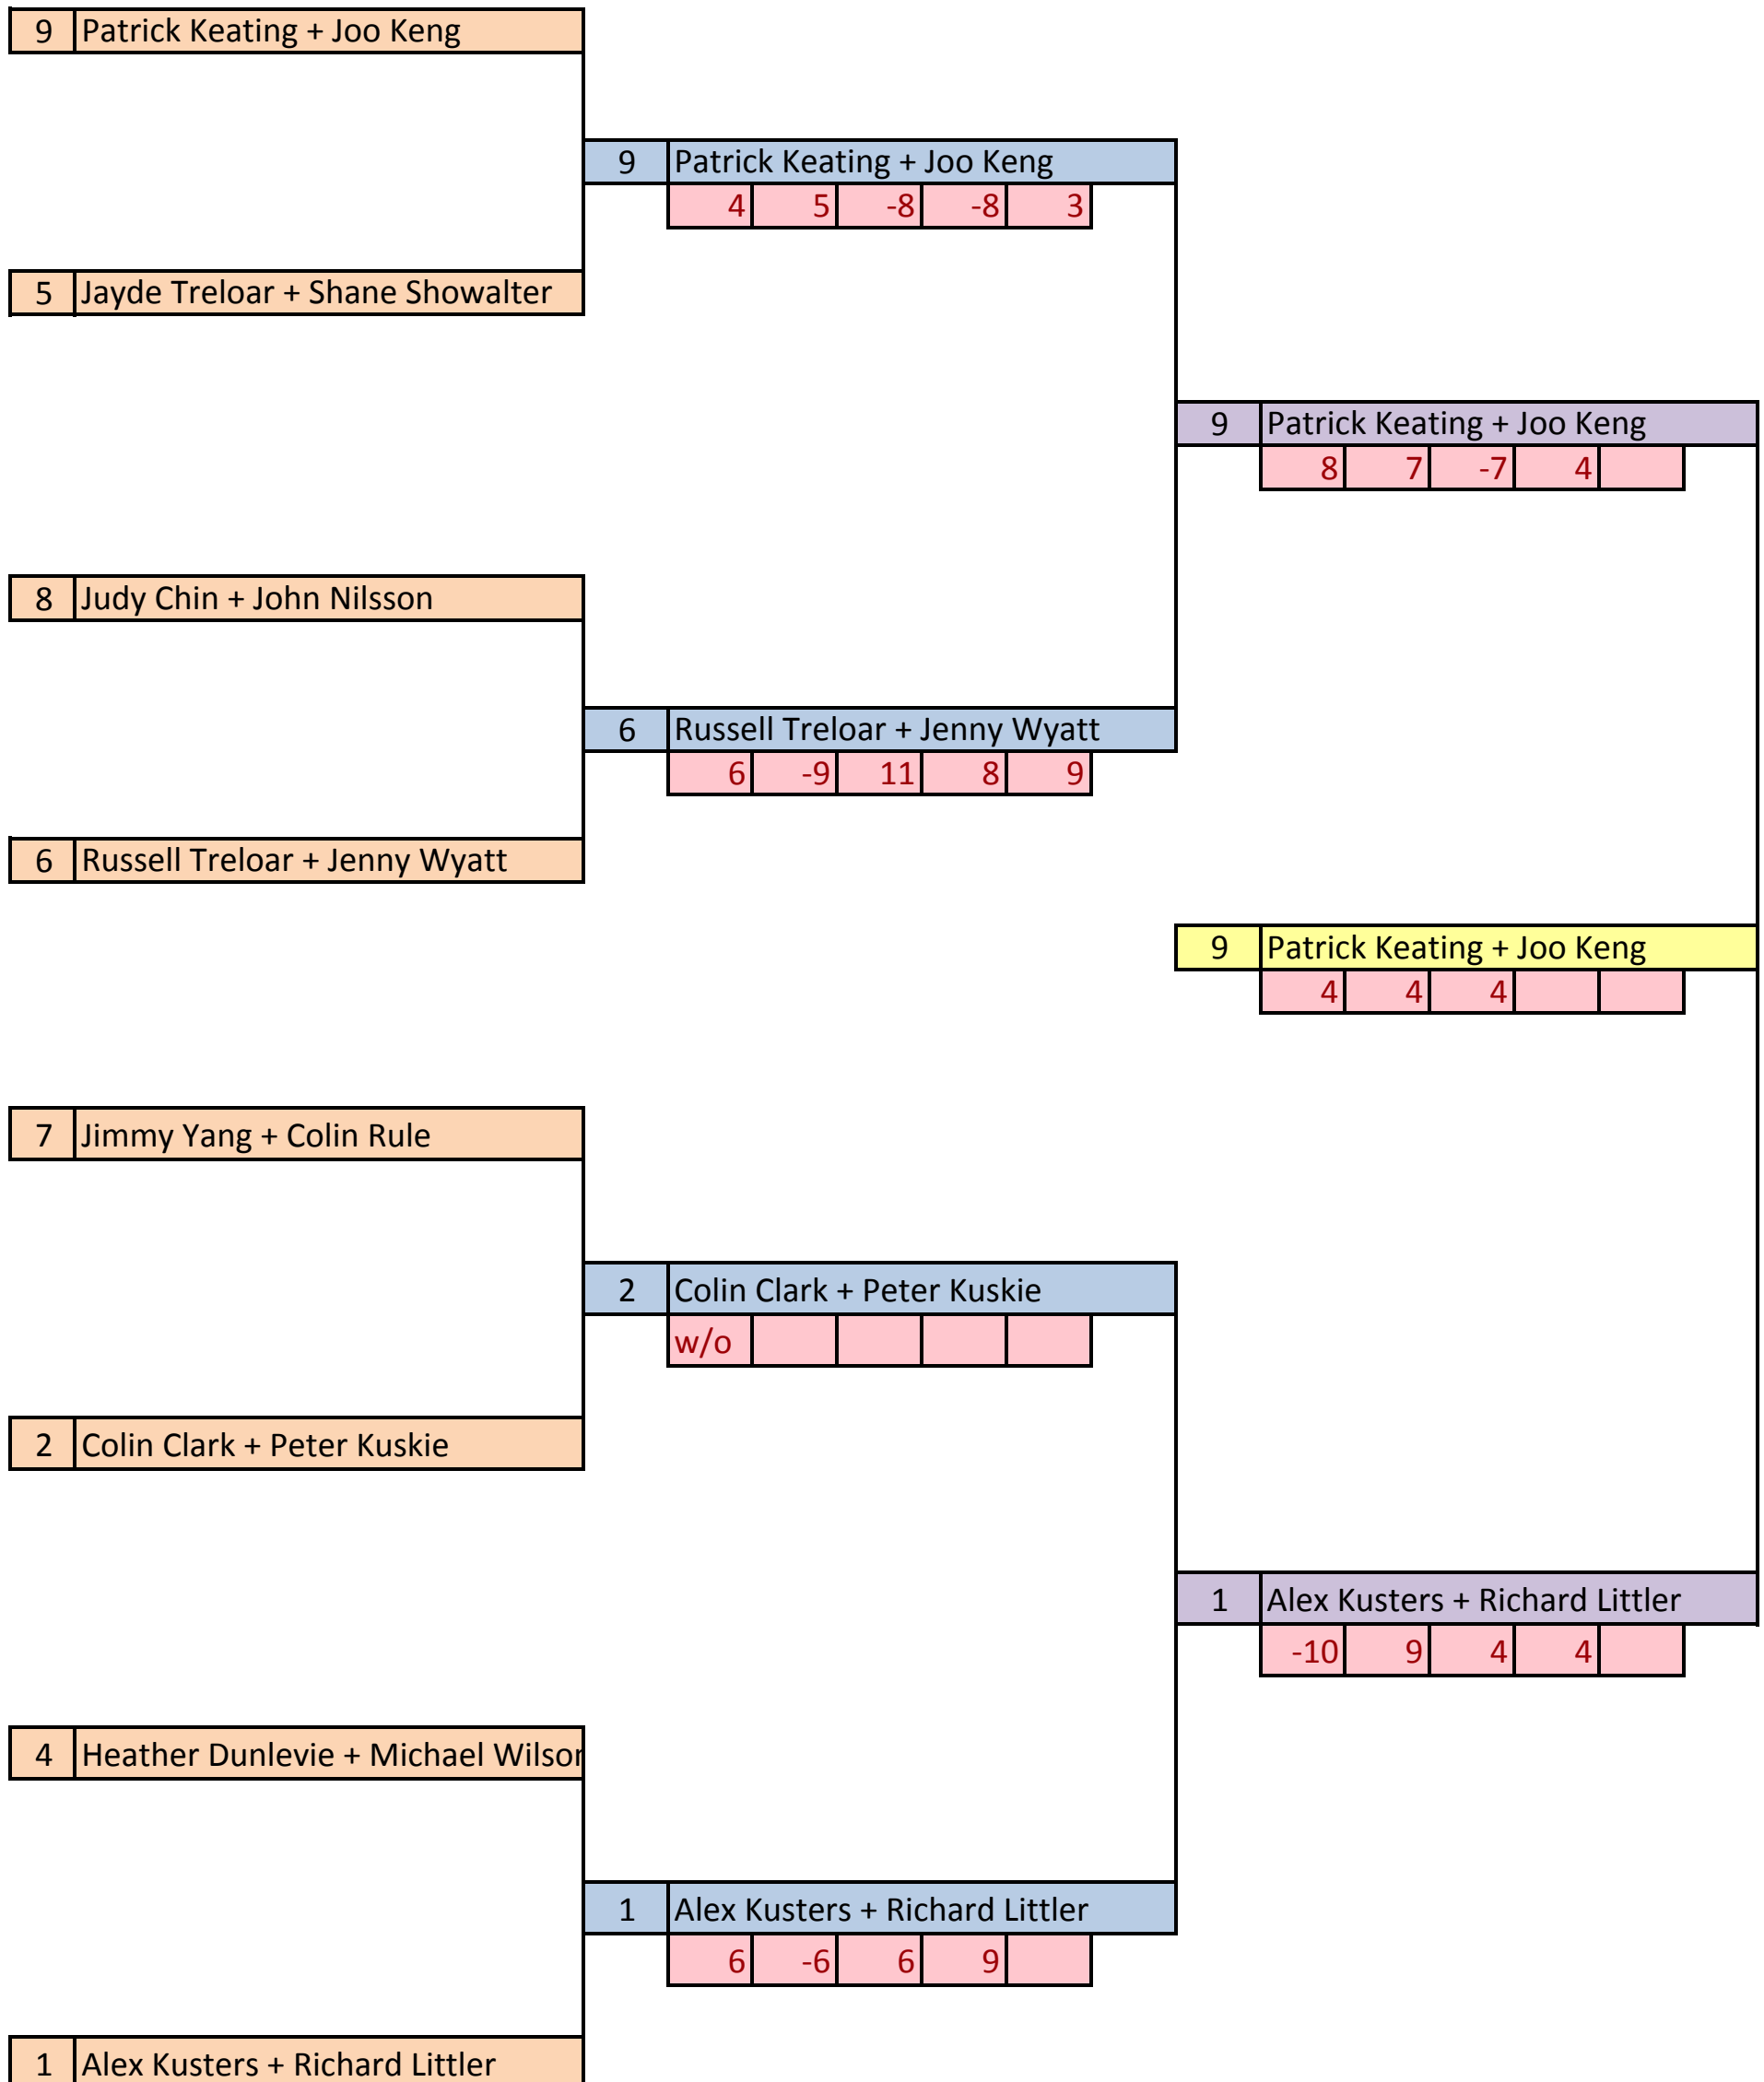 9 Patrick Keating + Joo Keng
9 Patrick Keating + Joo Keng
4 5 -8 -8 3
5 Jayde Treloar + Shane Showalter
9 Patrick Keating + Joo Keng
8 7 -7 4
8 Judy Chin + John Nilsson
6 Russell Treloar + Jenny Wyatt
6 -9 11 8 9
6 Russell Treloar + Jenny Wyatt
9 Patrick Keating + Joo Keng
4 4 4
7 Jimmy Yang + Colin Rule
2 Colin Clark + Peter Kuskie
w/o
2 Colin Clark + Peter Kuskie
1 Alex Kusters + Richard Littler
-10 9 4 4
4 Heather Dunlevie + Michael Wilson
1 Alex Kusters + Richard Littler
6 -6 6 9
1 Alex Kusters + Richard Littler